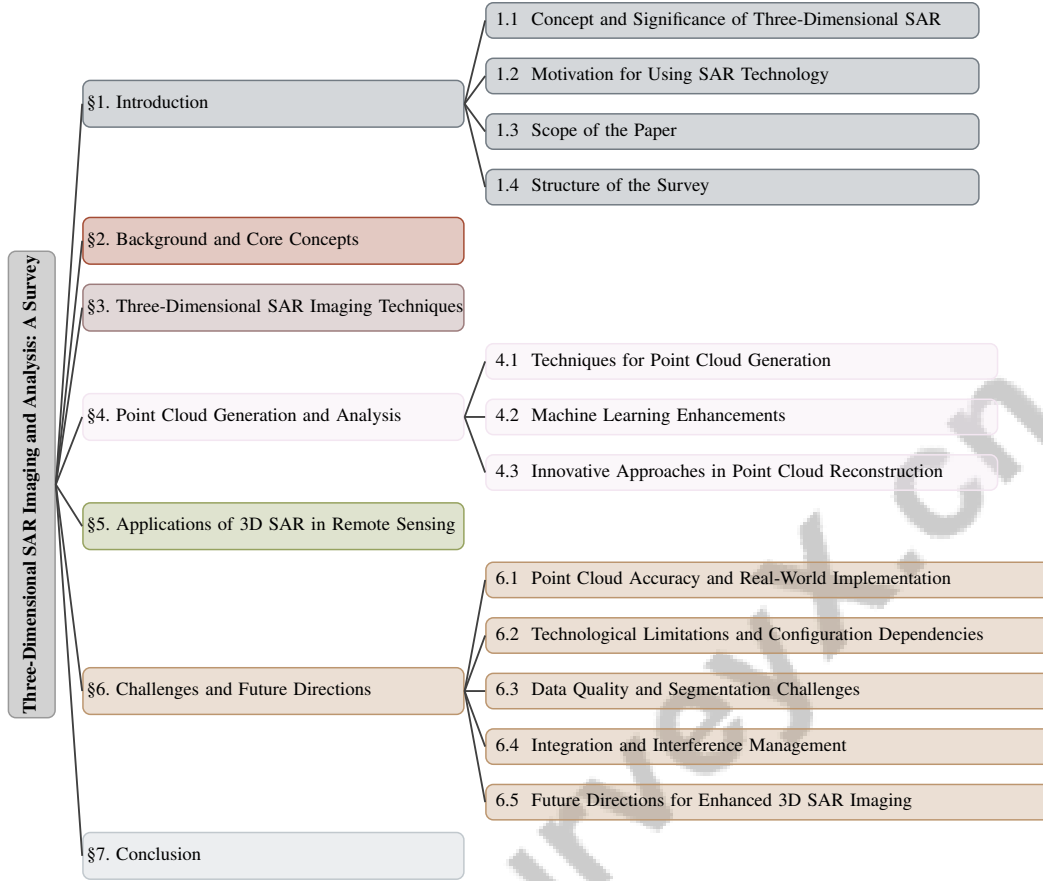 Three-Dimensional SAR Imaging and Analysis: A Survey
§1. Introduction
1.1 Concept and Significance of Three-Dimensional SAR
1.2 Motivation for Using SAR Technology
1.3 Scope of the Paper
1.4 Structure of the Survey
§2. Background and Core Concepts
§3. Three-Dimensional SAR Imaging Techniques
§4. Point Cloud Generation and Analysis
4.1 Techniques for Point Cloud Generation
4.2 Machine Learning Enhancements
4.3 Innovative Approaches in Point Cloud Reconstruction
§5. Applications of 3D SAR in Remote Sensing
§6. Challenges and Future Directions
6.1 Point Cloud Accuracy and Real-World Implementation
6.2 Technological Limitations and Configuration Dependencies
6.3 Data Quality and Segmentation Challenges
6.4 Integration and Interference Management
6.5 Future Directions for Enhanced 3D SAR Imaging
§7. Conclusion
urveyx.cn